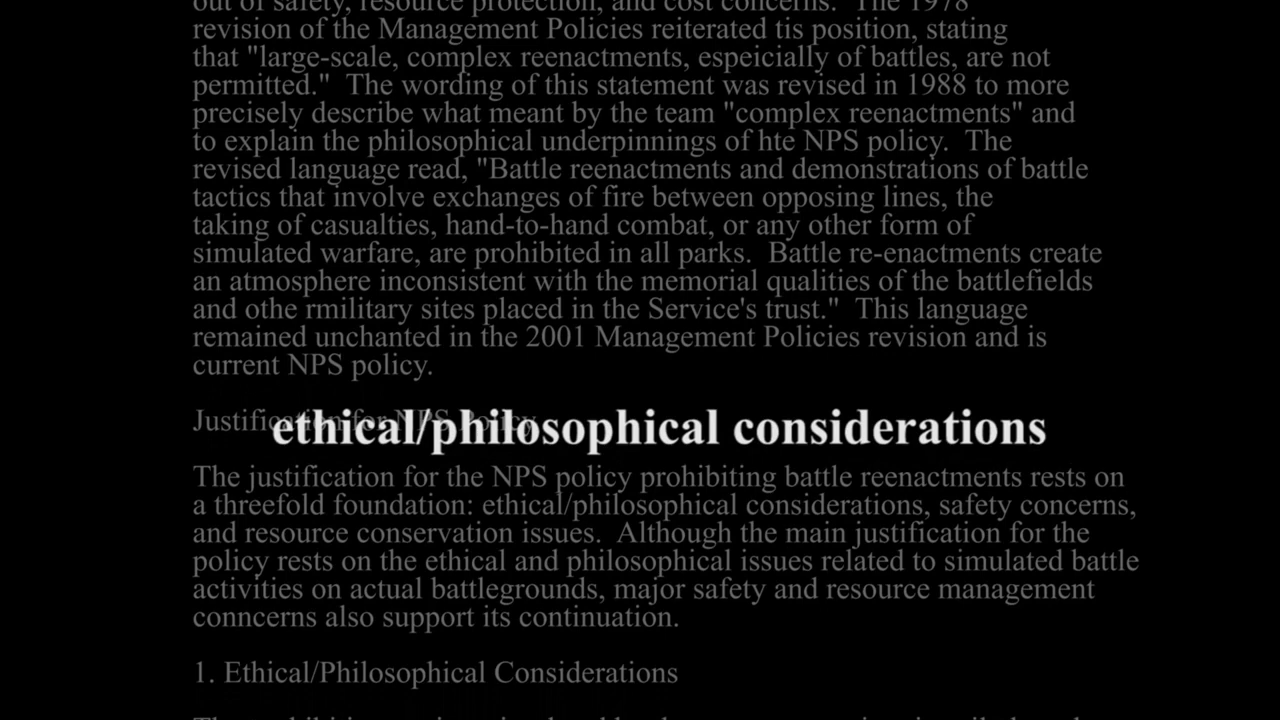 out of safety, resource protection, and cost concerns.  The 1978
revision of the Management Policies reiterated tis position, stating
that "large-scale, complex reenactments, espeicially of battles, are not
permitted."  The wording of this statement was revised in 1988 to more
precisely describe what meant by the team "complex reenactments" and
to explain the philosophical underpinnings of hte NPS policy.  The
revised language read, "Battle reenactments and demonstrations of battle
tactics that involve exchanges of fire between opposing lines, the
taking of casualties, hand-to-hand combat, or any other form of
simulated warfare, are prohibited in all parks.  Battle re-enactments create
an atmosphere inconsistent with the memorial qualities of the battlefields
and othe rmilitary sites placed in the Service's trust."  This language
remained unchanted in the 2001 Management Policies revision and is
current NPS policy.
Justification for NPS Policy
ethical/philosophical considerations
The justification for the NPS policy prohibiting battle reenactments rests on
a threefold foundation: ethical/philosophical considerations, safety concerns,
and resource conservation issues.  Although the main justification for the
policy rests on the ethical and philosophical issues related to simulated battle
activities on actual battlegrounds, major safety and resource management
conncerns also support its continuation.
1. Ethical/Philosophical Considerations